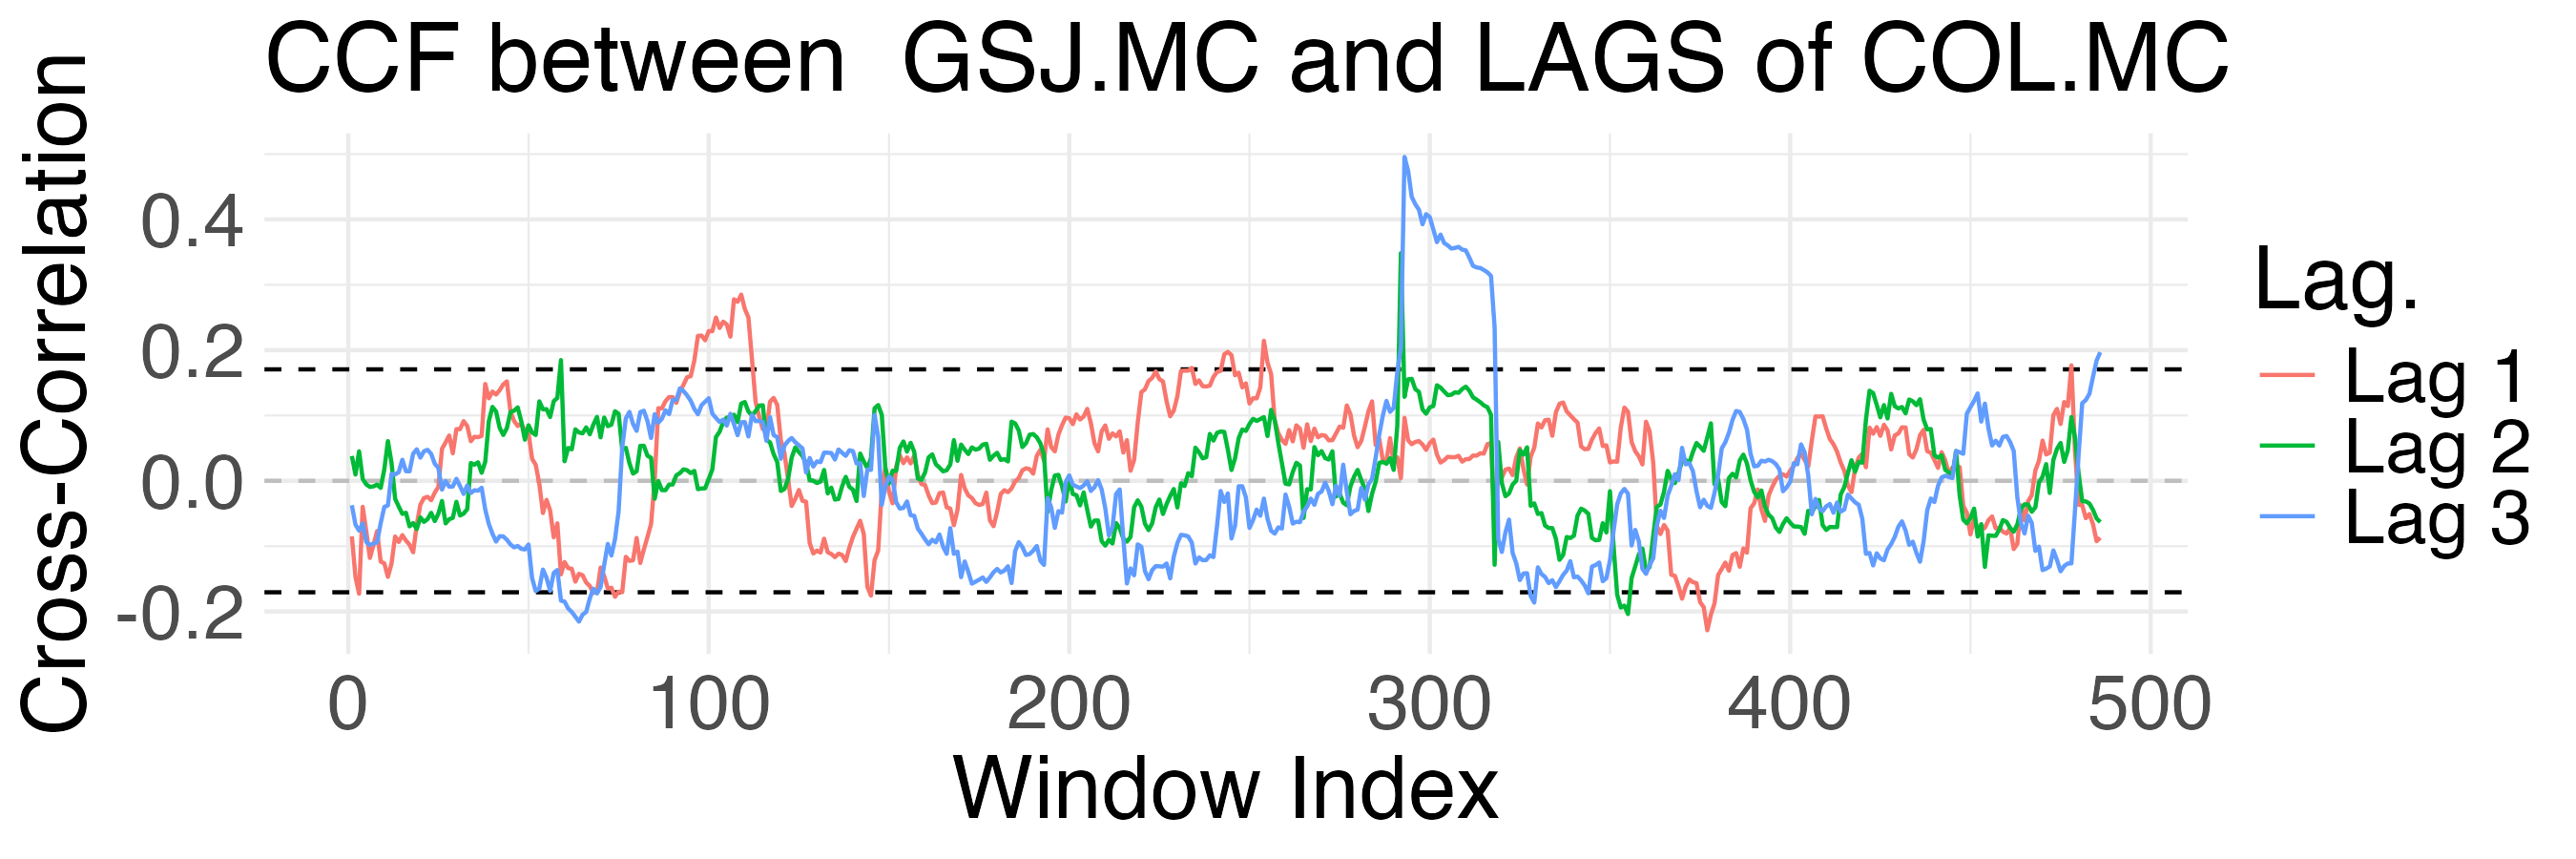 CCF between  GSJ.MC and LAGS of COL.MC
Cross-Correlation
0.4
0.2
0.0
-0.2
0
100
200
300
400
500
Window Index
Lag.
Lag 1
Lag 2
Lag 3